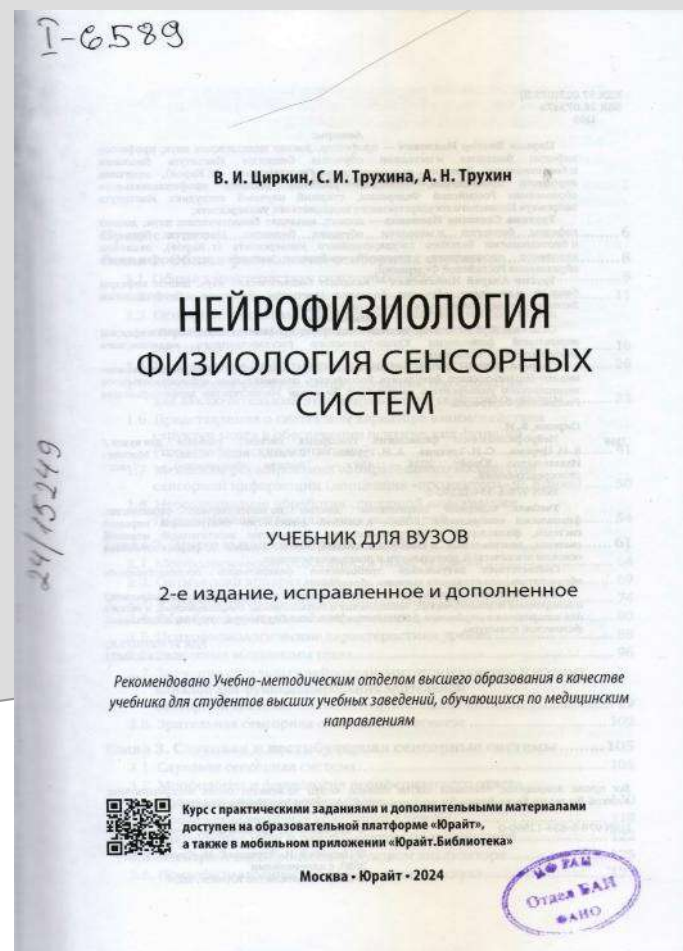 I-6589
В. И. Циркин, С. И. Трухина, А. Н. Трухин
НЕЙРОФИЗИОЛОГИЯ
ФИЗИОЛОГИЯ СЕНСОРНЫХ
СИСТЕМ
24/15249
УЧЕБНИК ДЛЯ ВУЗОВ
2-е издание, исправленное и дополненное
Рекомендовано Учебно-методическим отделом высшего образования в качестве
учебника для студентов высших учебных заведений, обучающихся по медицинским
направлениям
Курс с практическими заданиями и дополнительными материалами
доступен на образовательной платформе «Юрайт»,
а также в мобильном приложении «Юрайт.Библиотека»
Москва • Юрайт • 2024
Отдел БАН